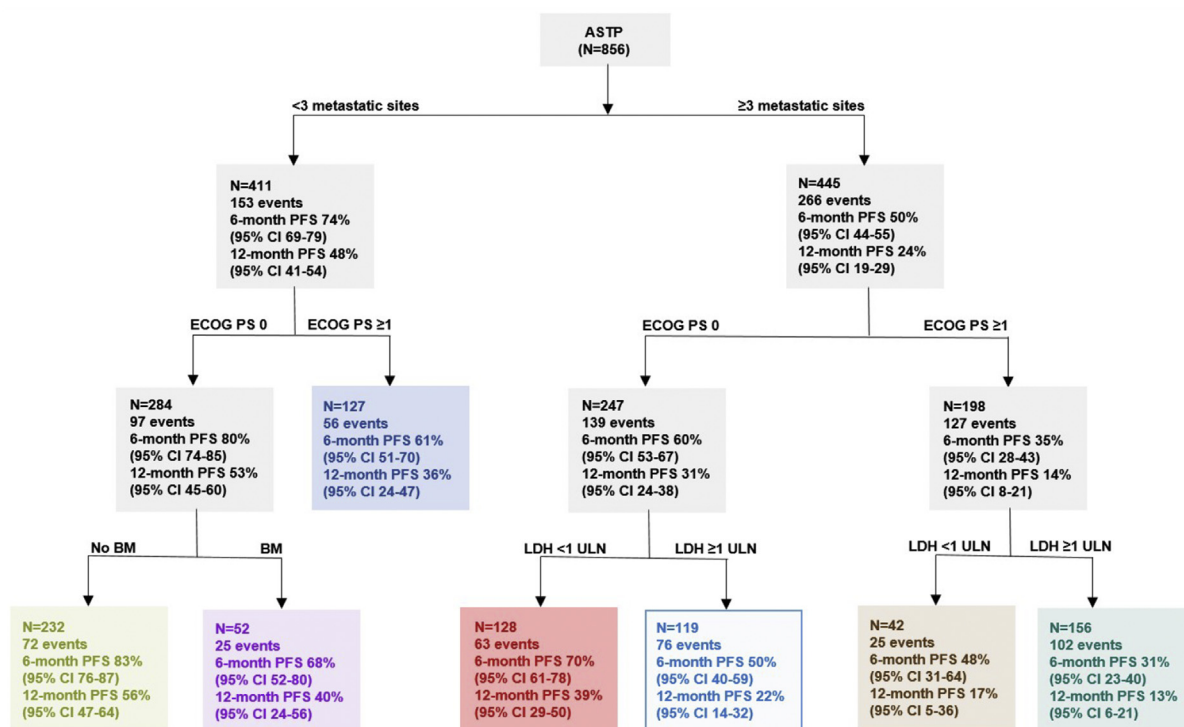 ASTP
(N=856)
<3 metastatic sites
≥3 metastatic sites
N=411
153 events
6-month PFS 74%
(95% CI 69-79)
12-month PFS 48%
(95% CI 41-54)
N=445
266 events
6-month PFS 50%
(95% CI 44-55)
12-month PFS 24%
(95% CI 19-29)
ECOG PS 0
ECOG PS ≥1
ECOG PS 0
ECOG PS ≥1
N=284
97 events
6-month PFS 80%
(95% CI 74-85)
12-month PFS 53%
(95% CI 45-60)
N=127
56 events
6-month PFS 61%
(95% CI 51-70)
12-month PFS 36%
(95% CI 24-47)
N=247
139 events
6-month PFS 60%
(95% CI 53-67)
12-month PFS 31%
(95% CI 24-38)
N=198
127 events
6-month PFS 35%
(95% CI 28-43)
12-month PFS 14%
(95% CI 8-21)
No BM
BM
LDH <1 ULN
LDH ≥1 ULN
LDH <1 ULN
LDH ≥1 ULN
N=232
72 events
6-month PFS 83%
(95% CI 76-87)
12-month PFS 56%
(95% CI 47-64)
N=52
25 events
6-month PFS 68%
(95% CI 52-80)
12-month PFS 40%
(95% CI 24-56)
N=128
63 events
6-month PFS 70%
(95% CI 61-78)
12-month PFS 39%
(95% CI 29-50)
N=119
76 events
6-month PFS 50%
(95% CI 40-59)
12-month PFS 22%
(95% CI 14-32)
N=42
25 events
6-month PFS 48%
(95% CI 31-64)
12-month PFS 17%
(95% CI 5-36)
N=156
102 events
6-month PFS 31%
(95% CI 23-40)
12-month PFS 13%
(95% CI 6-21)